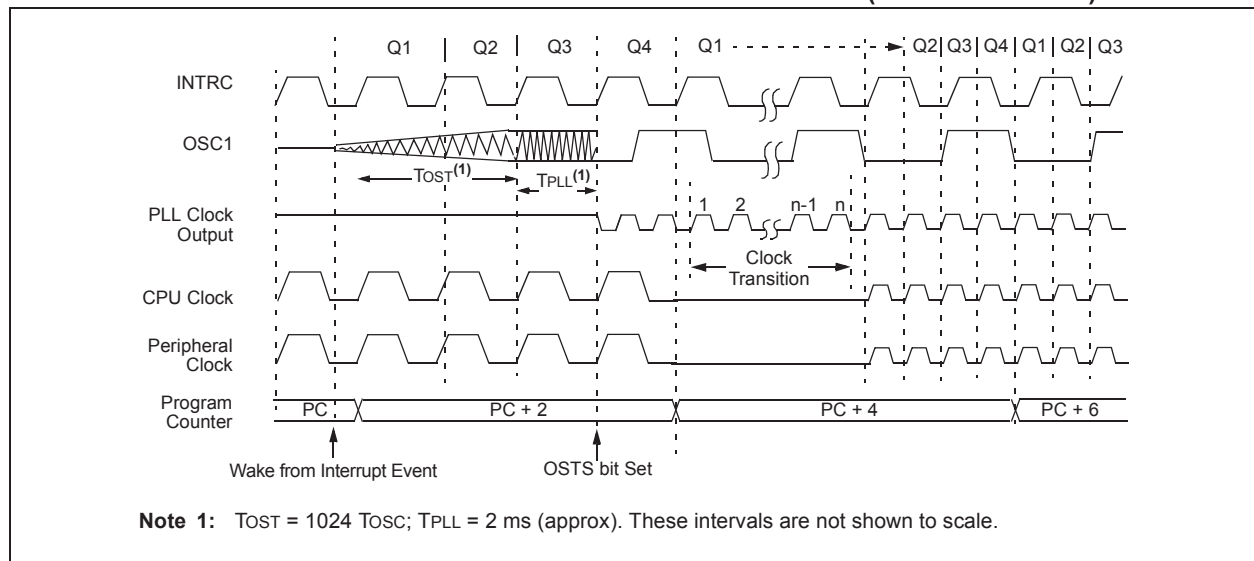 Q1 Q2 Q3 Q4 Q1 Q2 Q3 Q4 Q1 Q2 Q3
INTRC
OSC1
TOST(1) TPLL(1)
1 2 n-1 n
PLL Clock
Output
Clock
Transition
CPU Clock
Peripheral
Clock
Program
Counter
PC PC + 2 PC + 4 PC + 6
Wake from Interrupt Event OSTS bit Set
Note 1: TOST = 1024 TOSC; TPLL = 2 ms (approx). These intervals are not shown to scale.